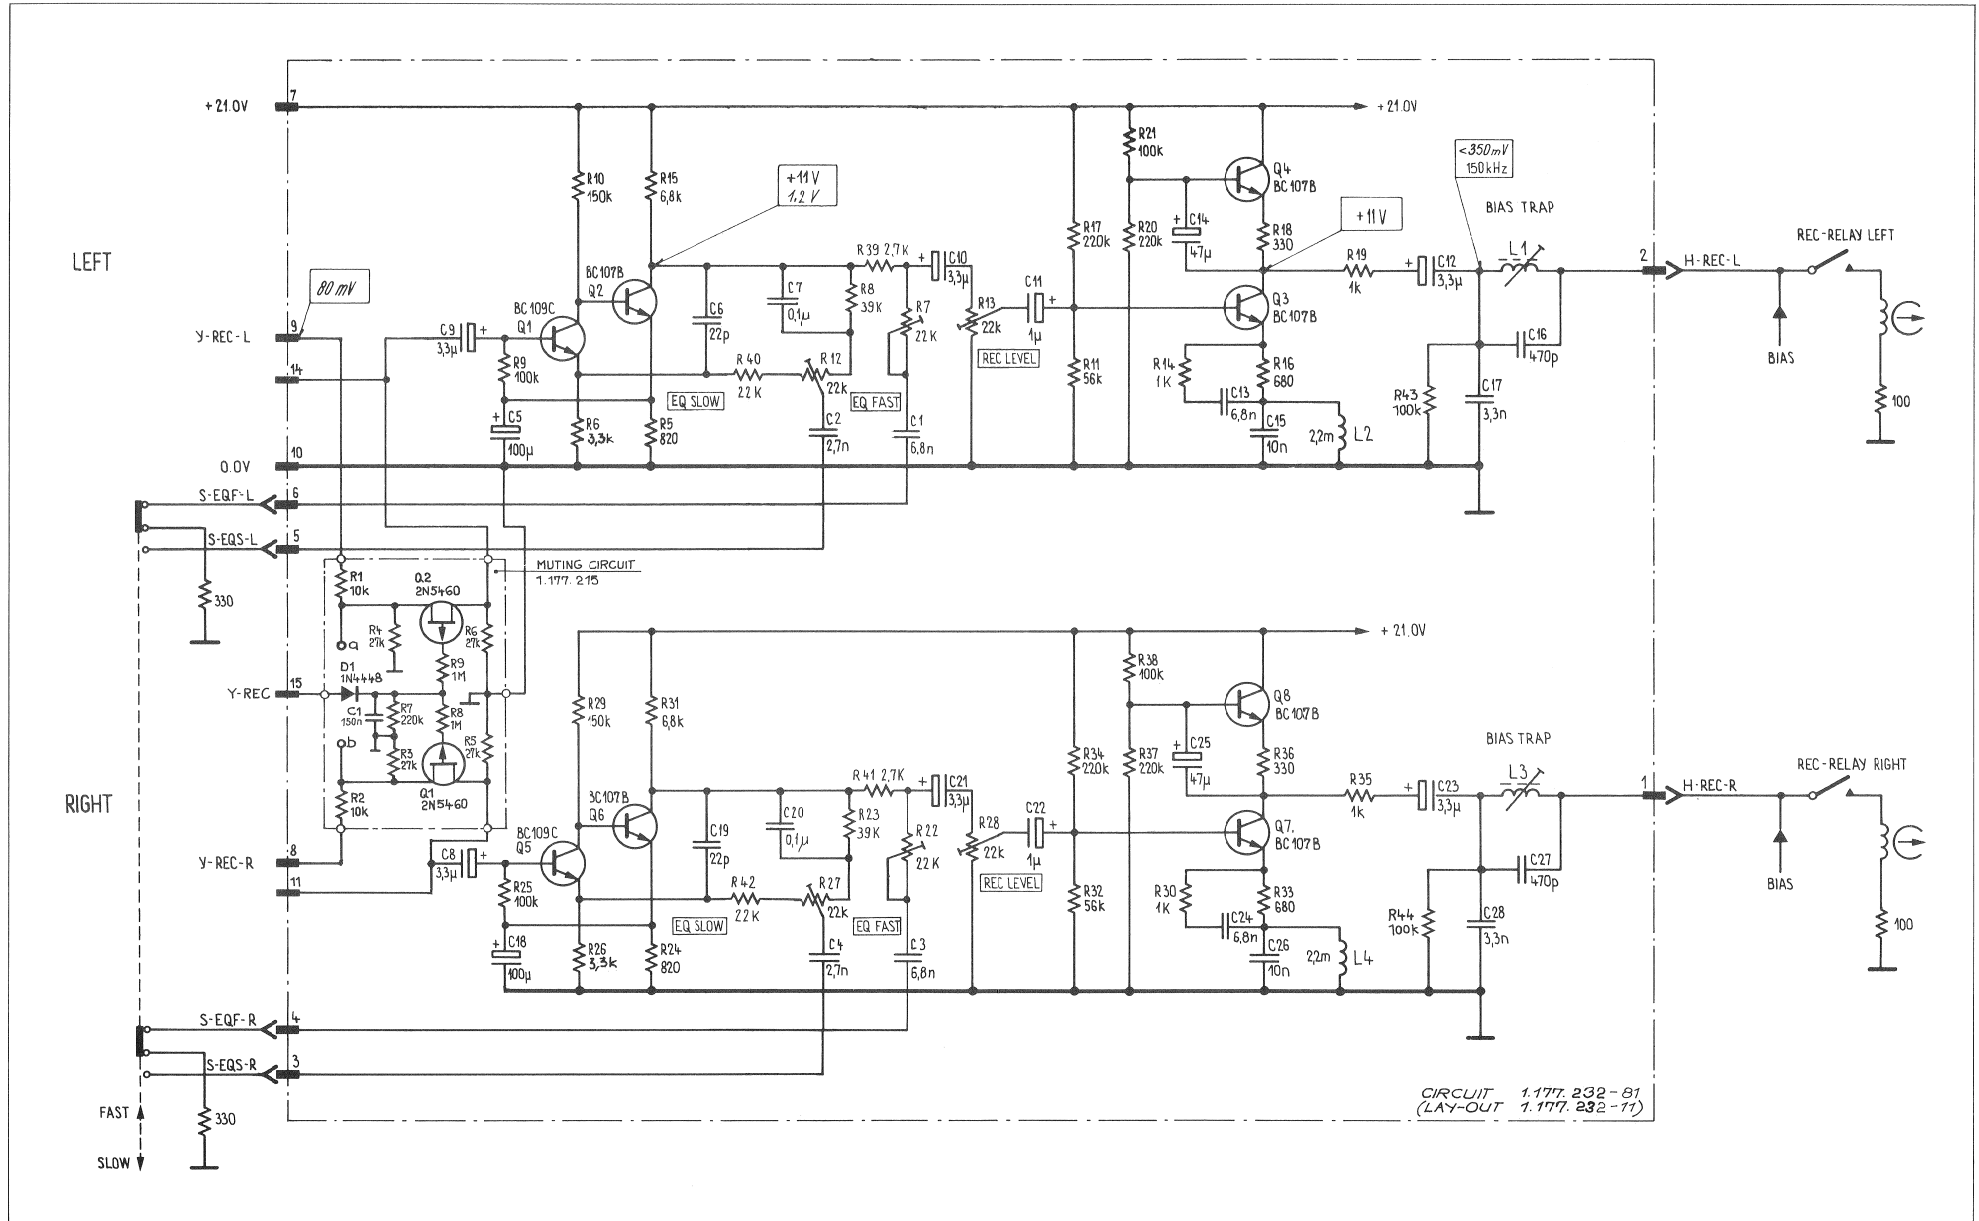 LEFT
+21.0V
7
R10
150k
R15
6,8k
+11V
1.2 V
R21
100k
Q4
BC107B
+21.0V
<350mV
150kHz
BIAS TRAP
R17
220k
R20
220k
+
C14
47µ
R18
330
+11V
L1
REC-RELAY LEFT
80 mV
BC107B
Q2
R39 2,7K
+
C10
3,3µ
C7
0,1µ
R8
39K
R7
22K
R13
22k
REC LEVEL
C11
+
1µ
Q3
BC107B
R19
1k
+
C12
3,3µ
2
H-REC-L
BIAS
9
Y-REC-L
14
BC109C
Q1
C9
+
3,3µ
C6
22p
R9
100k
R40
22K
R12
22k
EQ SLOW
EQ FAST
R11
56k
R14
1K
R16
680
C13
6,8n
C16
470p
R43
100k
C17
3,3n
100
+
C5
100µ
R6
3,3k
R5
820
C2
2,7n
C1
6,8n
C15
10n
2,2m
L2
10
0.0V
S-EQF-L
6
S-EQS-L
5
330
MUTING CIRCUIT
1.177.215
R1
10k
Q2
2N5460
R4
27k
R6
27k
a
R9
1M
D1
1N4448
Y-REC
15
C1
150n
R7
220k
R8
1M
b
R3
27k
R5
27k
R2
10k
Q1
2N5460
RIGHT
+21.0V
R29
150k
R31
6,8k
R38
100k
Q8
BC107B
R34
220k
R37
220k
+
C25
47µ
R36
330
BIAS TRAP
L3
REC-RELAY RIGHT
3C107B
Q6
R41 2,7K
+
C21
3,3µ
C20
0,1µ
R23
39K
R22
22K
R28
22k
REC LEVEL
C22
+
1µ
Q7.
BC107B
R35
1k
+
C23
3,3µ
1
H-REC-R
BIAS
8
Y-REC-R
11
BC109C
Q5
C8
+
3,3µ
C19
22p
R25
100k
R42
22K
R27
22k
EQ SLOW
EQ FAST
R32
56k
R30
1K
R33
680
C24
6,8n
C27
470p
R44
100k
C28
3,3n
100
+
C18
100µ
R26
3,3k
R24
820
C4
2,7n
C3
6,8n
C26
10n
2,2m
L4
S-EQF-R
4
S-EQS-R
3
330
FAST
SLOW
CIRCUIT 1.177.232-81
(LAY-OUT 1.177.232-11)